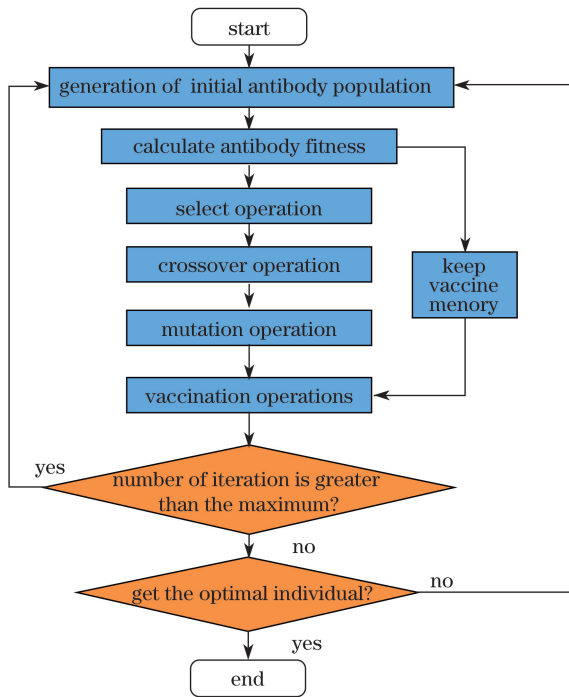 start
generation of initial antibody population
calculate antibody fitness
select operation
crossover operation
keep
vaccine
menory
mutation operation
vaccination operations
yes
number of iteration is greater
than the maximum?
no
get the optimal individual?
no
yes
end